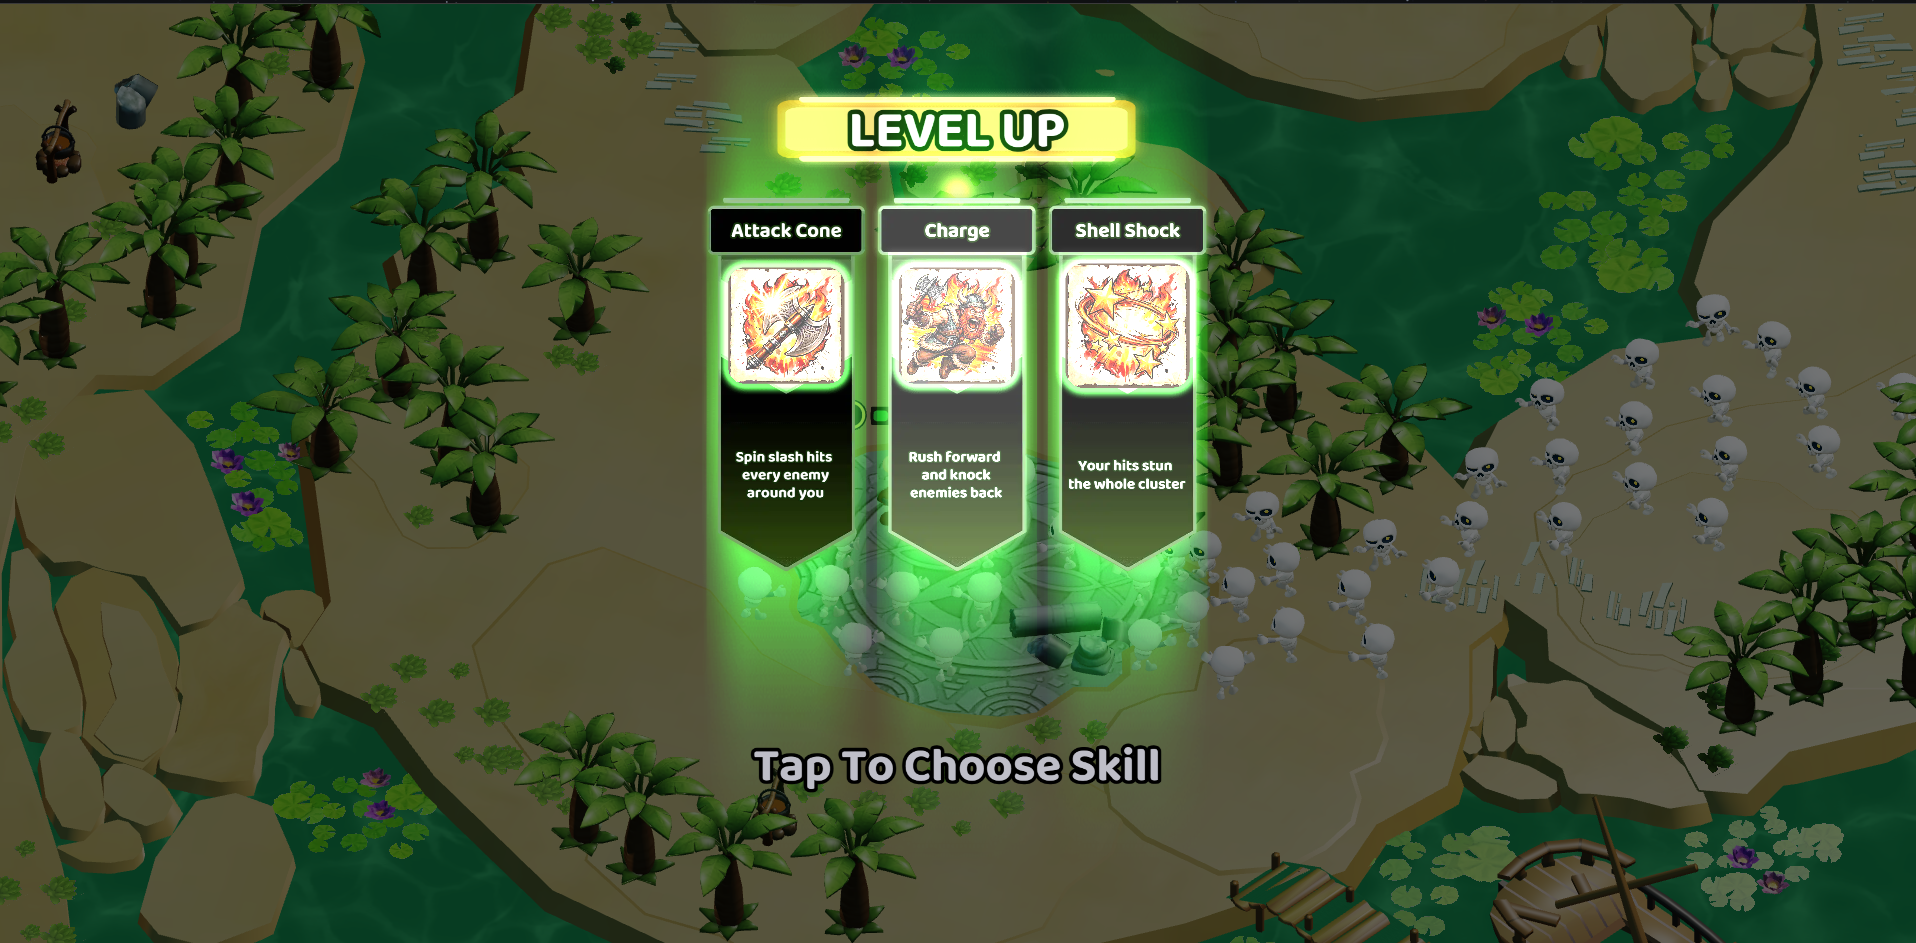 LEVEL UP
Attack Cone
Charge
Shell Shock
Spin slash hits
every enemy
around you
Rush forward
and knock
enemies back
Your hits stun
the whole cluster
Tap To Choose Skill